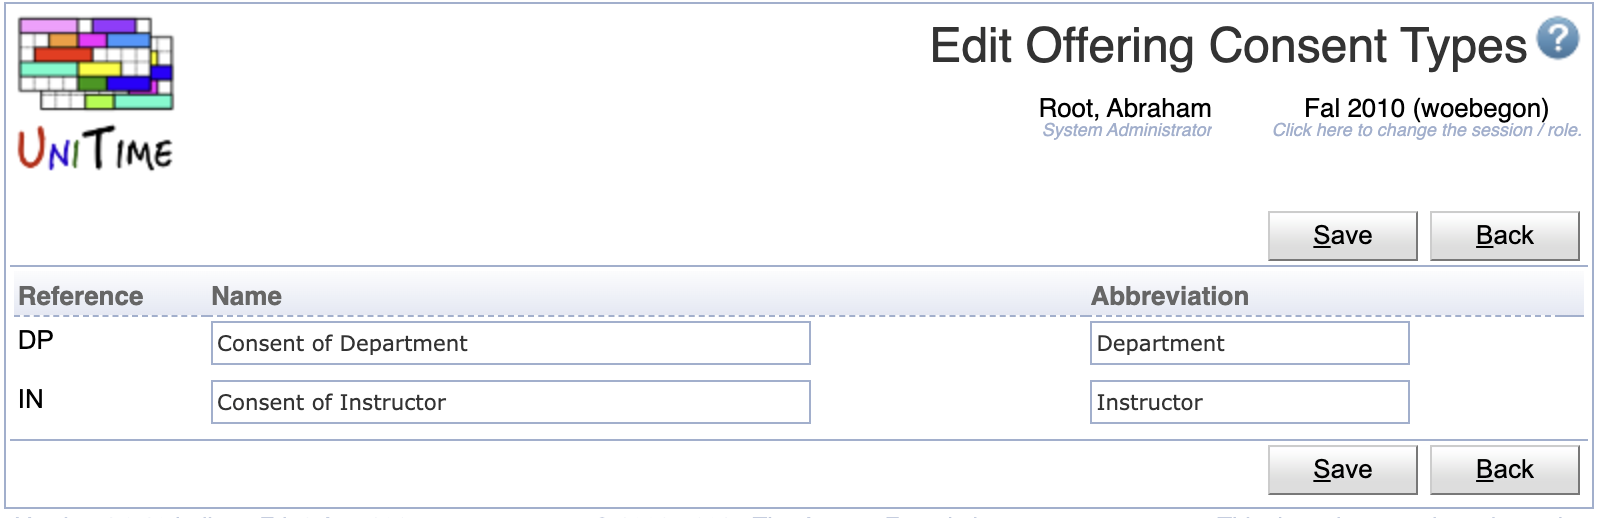 UniTime
Edit Offering Consent Types ?
Root, Abraham
System Administrator
Fal 2010 (woebegon)
Click here to change the session / role.
Save Back
Reference Name Abbreviation
DP Consent of Department Department
IN Consent of Instructor Instructor
Save Back